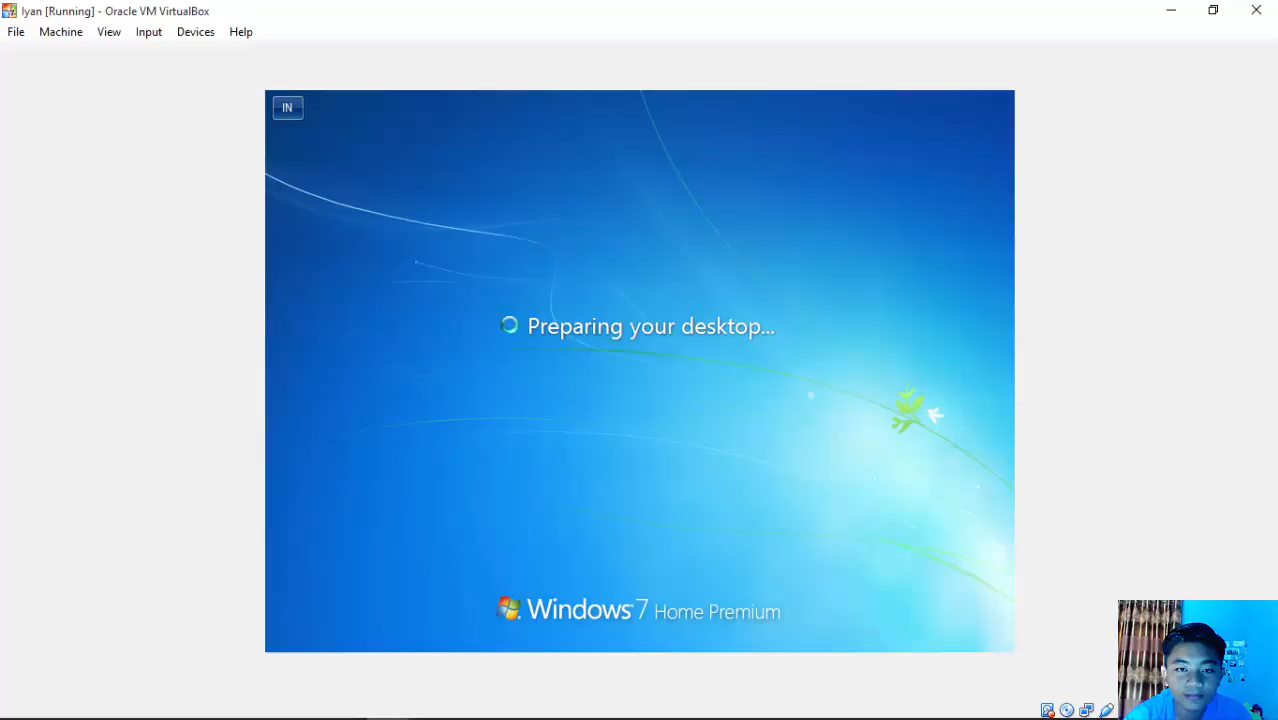 Iyan [Running] - Oracle VM VirtualBox
File Machine View Input Devices Help
IN
Preparing your desktop...
Windows 7 Home Premium